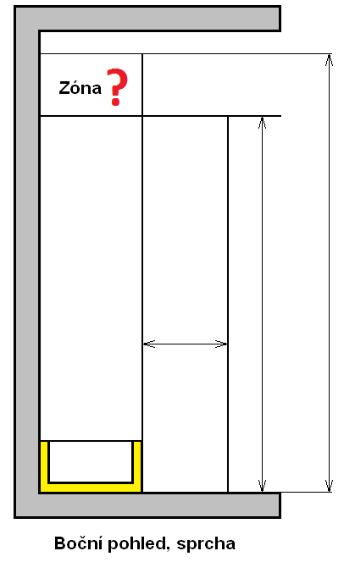 Zóna ?
Boční pohled, sprcha